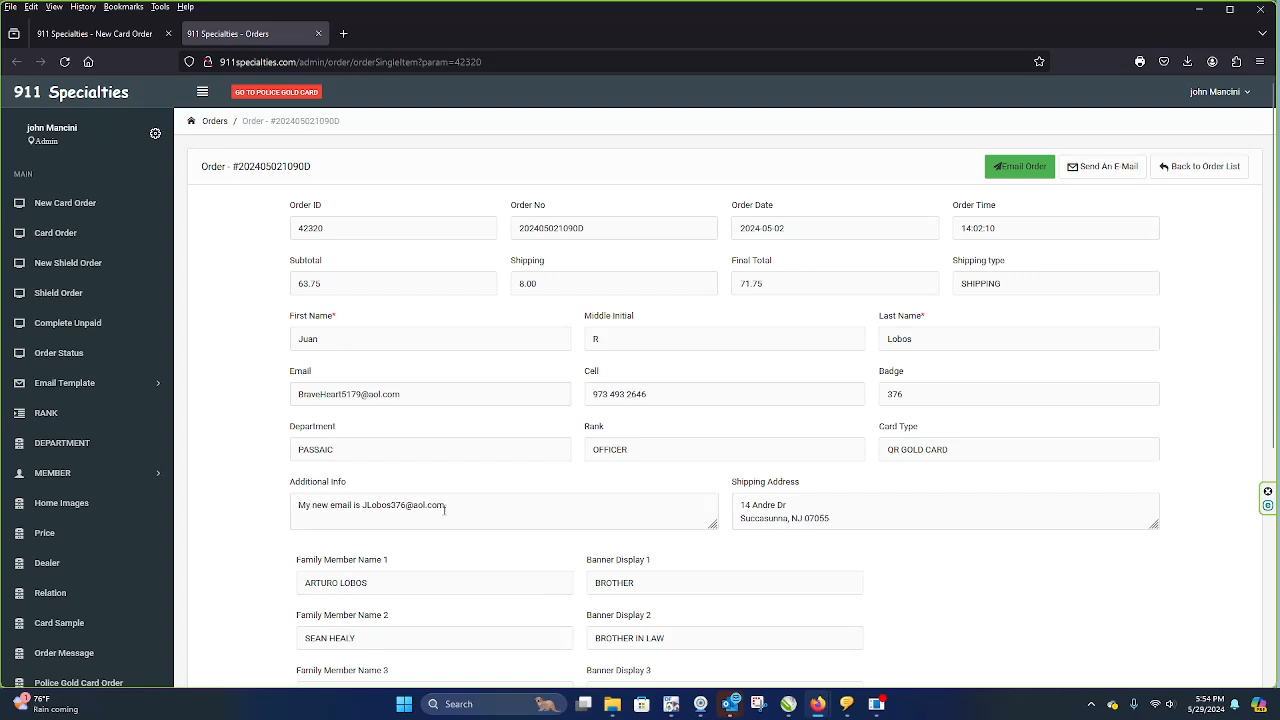 File Edit View History Bookmarks Tools Help
911 Specialties - New Card Order
911 Specialties - Orders
911specialties.com/admin/order/orderSingleItem?param=42320
911 Specialties
GO TO POLICE GOLD CARD
john Mancini
john Mancini
Admin
MAIN
New Card Order
Card Order
New Shield Order
Shield Order
Complete Unpaid
Order Status
Email Template
RANK
DEPARTMENT
MEMBER
Home Images
Price
Dealer
Relation
Card Sample
Order Message
Police Gold Card Order
Orders / Order - #202405021090D
Order - #202405021090D
Email Order
Send An E-Mail
Back to Order List
Order ID Order No Order Date Order Time
42320 202405021090D 2024-05-02 14:02:10
Subtotal Shipping Final Total Shipping type
63.75 8.00 71.75 SHIPPING
First Name* Middle Initial Last Name*
Juan R Lobos
Email Cell Badge
BraveHeart5179@aol.com 973 493 2646 376
Department Rank Card Type
PASSAIC OFFICER QR GOLD CARD
Additional Info Shipping Address
My new email is JLobos376@aol.com 14 Andre Dr
Succasunna, NJ 07055
Family Member Name 1 Banner Display 1
ARTURO LOBOS BROTHER
Family Member Name 2 Banner Display 2
SEAN HEALY BROTHER IN LAW
Family Member Name 3 Banner Display 3
1
76°F
Rain coming
Search
5:54 PM
5/29/2024